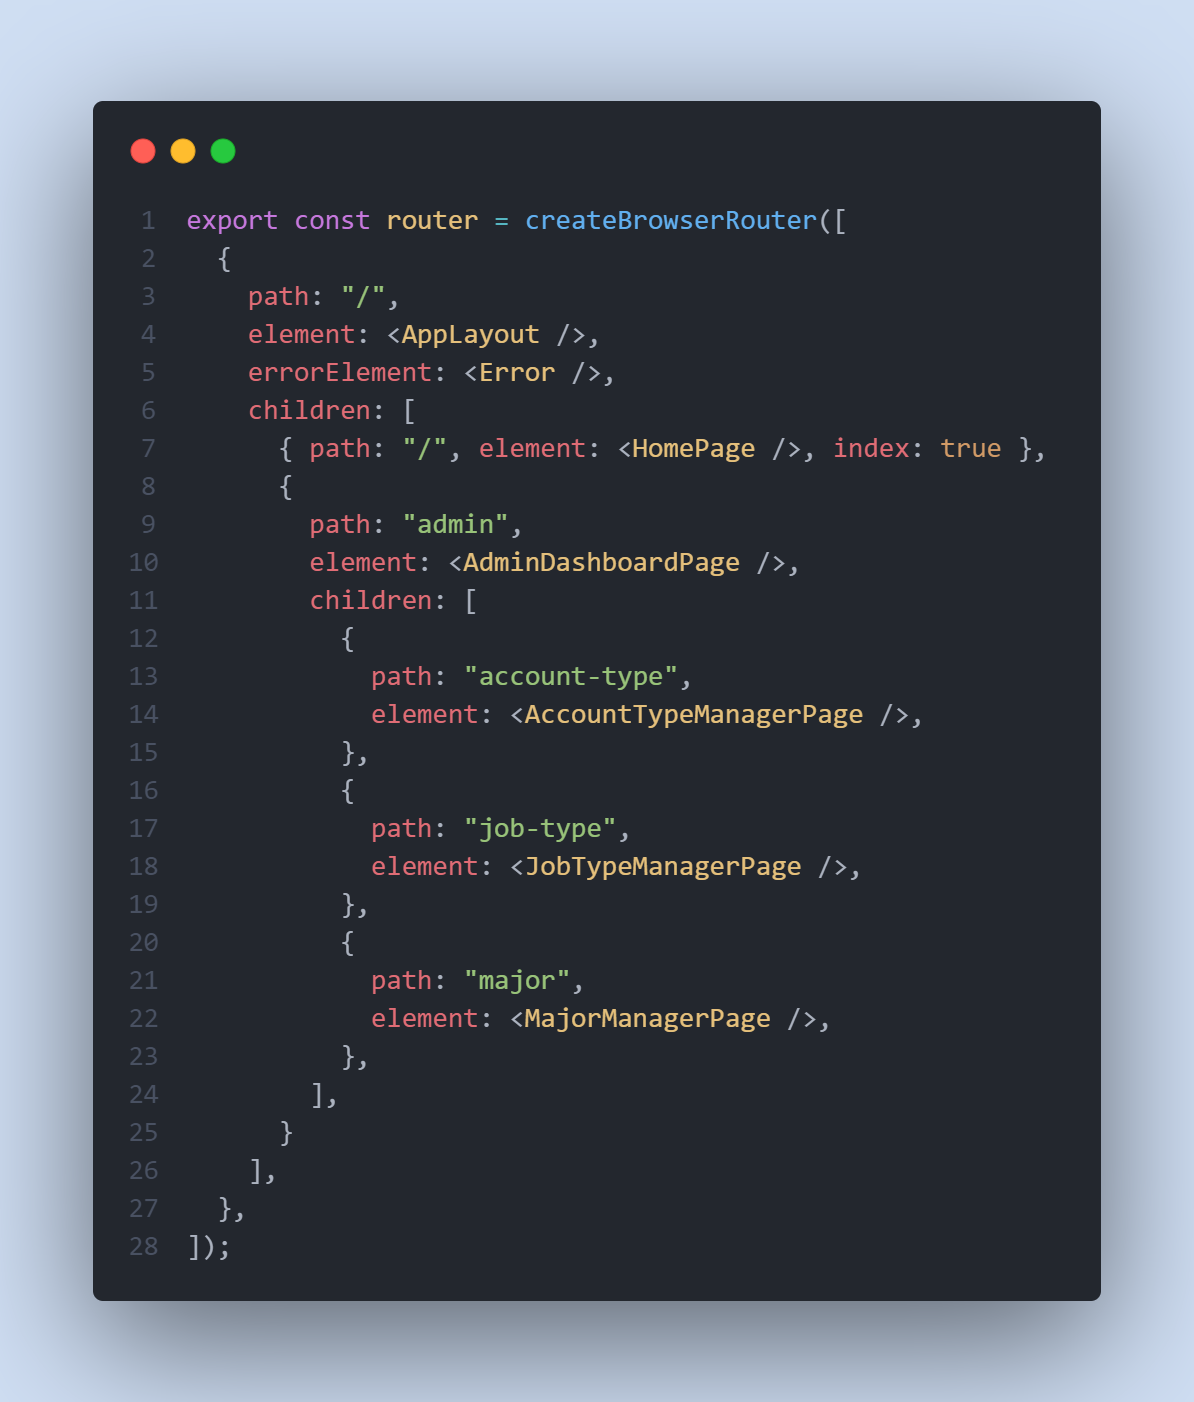 1 export const router = createBrowserRouter([
2   {
3     path: "/",
4     element: <AppLayout />,
5     errorElement: <Error />,
6     children: [
7       { path: "/", element: <HomePage />, index: true },
8       {
9         path: "admin",
10         element: <AdminDashboardPage />,
11         children: [
12           {
13             path: "account-type",
14             element: <AccountTypeManagerPage />,
15           },
16           {
17             path: "job-type",
18             element: <JobTypeManagerPage />,
19           },
20           {
21             path: "major",
22             element: <MajorManagerPage />,
23           },
24         ],
25       }
26     ],
27   },
28 ]);